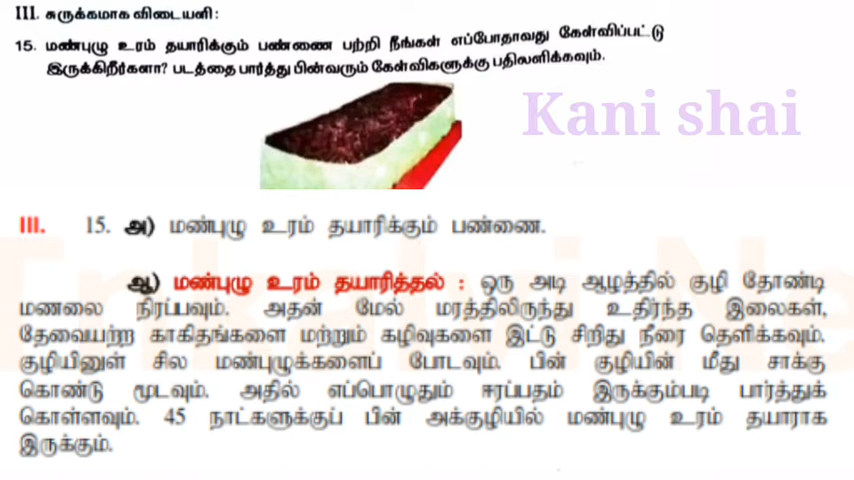 III. சுருக்கமாக விடையளி:
15. மண்புழு உரம் தயாரிக்கும் பண்ணை பற்றி நீங்கள் எப்போதாவது கேள்விப்பட்டு
இருக்கிறீர்களா? படத்தை பார்த்து பின்வரும் கேள்விகளுக்கு பதிலளிக்கவும்.
Kani shai
III. 15. அ) மண்புழு உரம் தயாரிக்கும் பண்ணை.
ஆ) மண்புழு உரம் தயாரித்தல் : ஒரு அடி ஆழத்தில் குழி தோண்டி
மணலை நிரப்பவும். அதன் மேல் மரத்திலிருந்து உதிர்ந்த இலைகள்,
தேவையற்ற காகிதங்களை மற்றும் கழிவுகளை இட்டு சிறிது நீரை தெளிக்கவும்.
குழியினுள் சில மண்புழுக்களைப் போடவும். பின் குழியின் மீது சாக்கு
கொண்டு மூடவும். அதில் எப்பொழுதும் ஈரப்பதம் இருக்கும்படி பார்த்துக்
கொள்ளவும். 45 நாட்களுக்குப் பின் அக்குழியில் மண்புழு உரம் தயாராக
இருக்கும்.